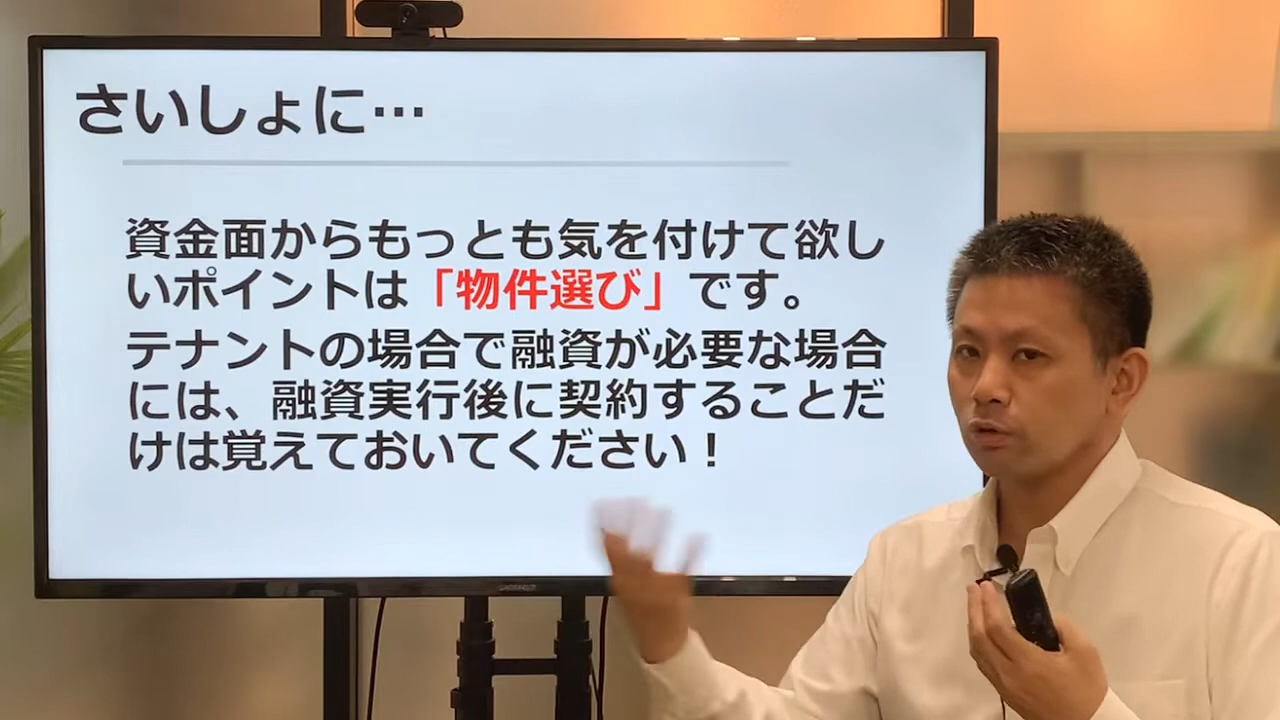 さいしょに…
資金面からもっとも気を付けて欲し
いポイントは「物件選び」です。
テナントの場合で融資が必要な場合
には、融資実行後に契約することだ
けは覚えておいてください！